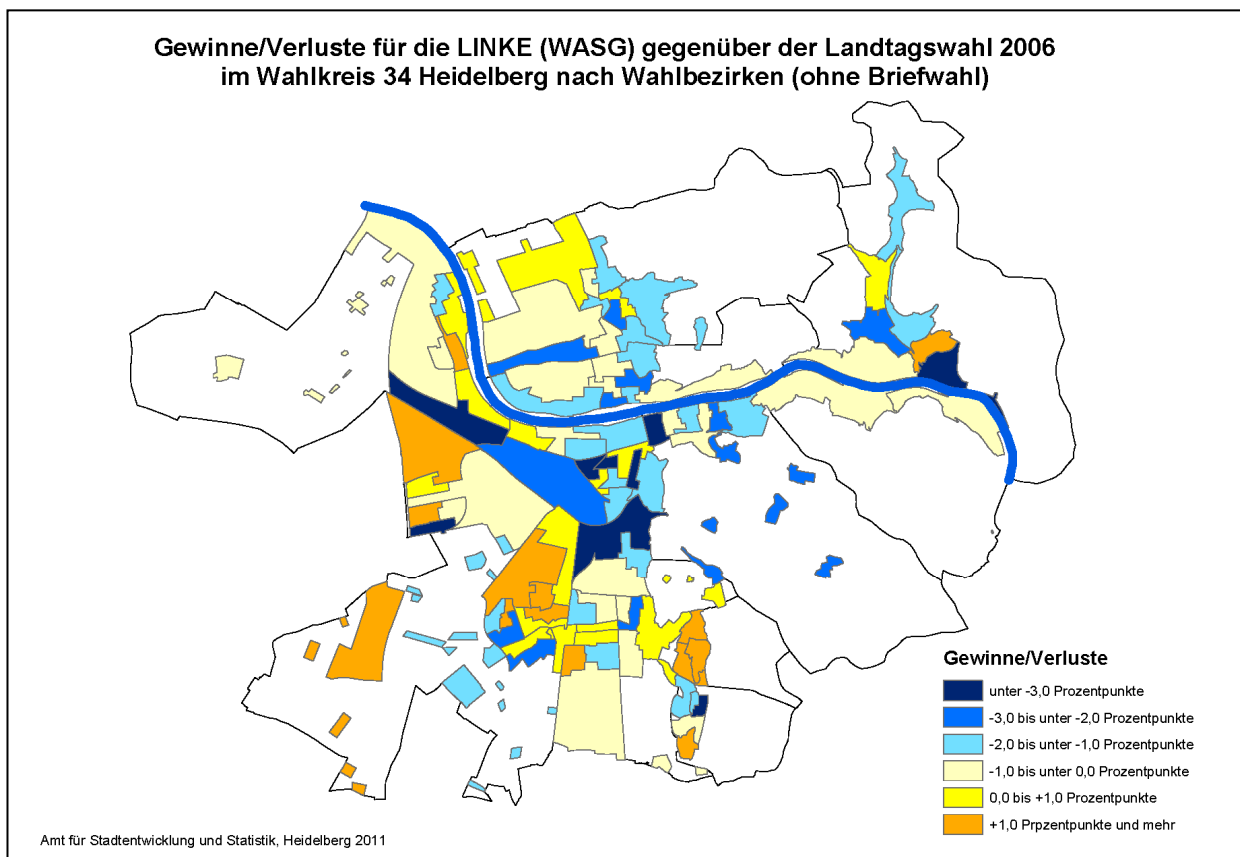 Gewinne/Verluste für die LINKE (WASG) gegenüber der Landtagswahl 2006
im Wahlkreis 34 Heidelberg nach Wahlbezirken (ohne Briefwahl)
Gewinne/Verluste
unter -3,0 Prozentpunkte
-3,0 bis unter -2,0 Prozentpunkte
-2,0 bis unter -1,0 Prozentpunkte
-1,0 bis unter 0,0 Prozentpunkte
0,0 bis +1,0 Prozentpunkte
+1,0 Prpzentpunkte und mehr
Amt für Stadtentwicklung und Statistik, Heidelberg 2011